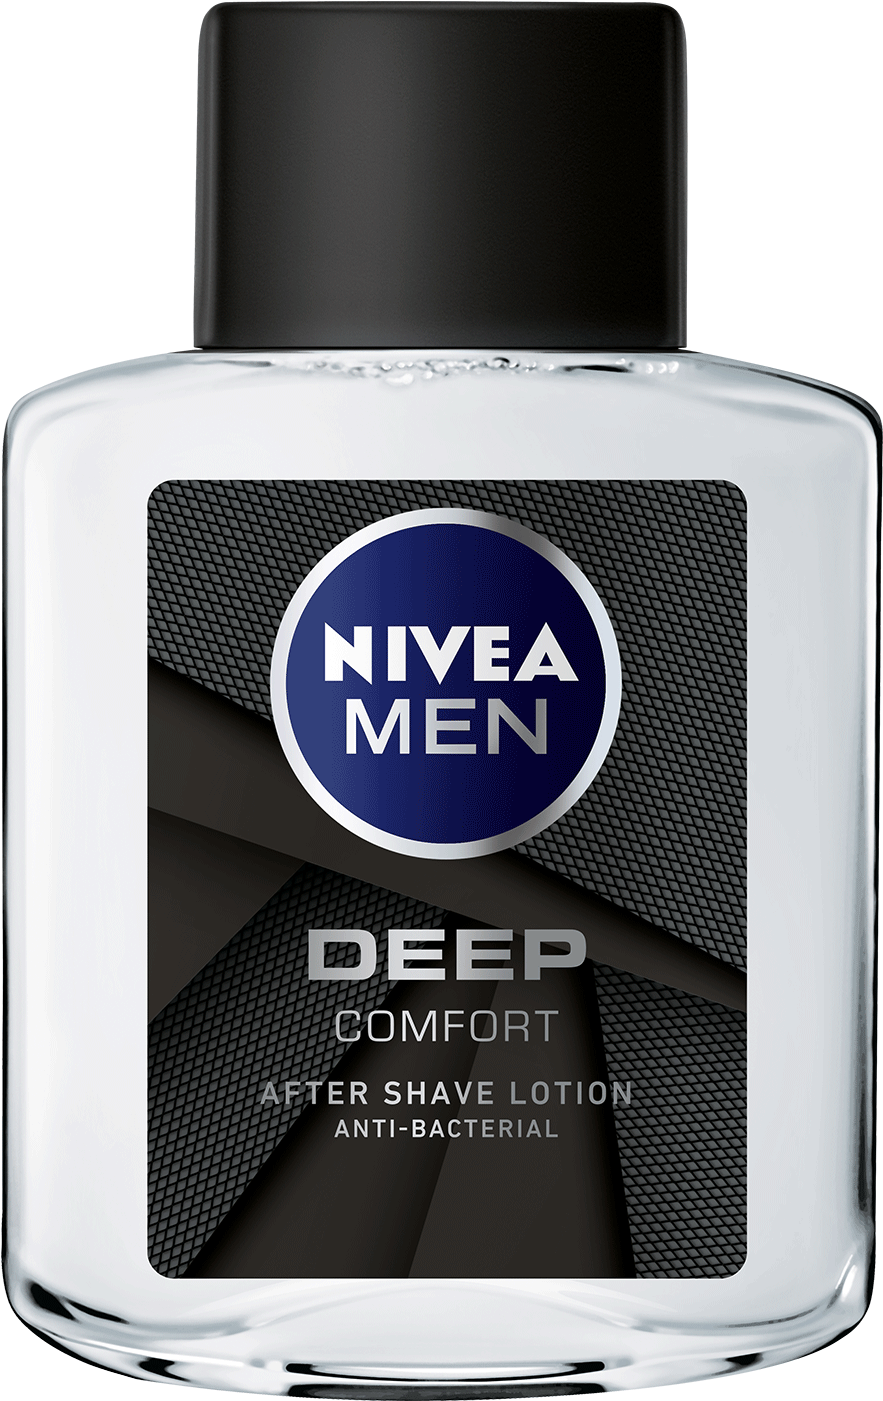 NIVEA
MEN
DEEP
COMFORT
AFTER SHAVE LOTION
ANTI-BACTERIAL